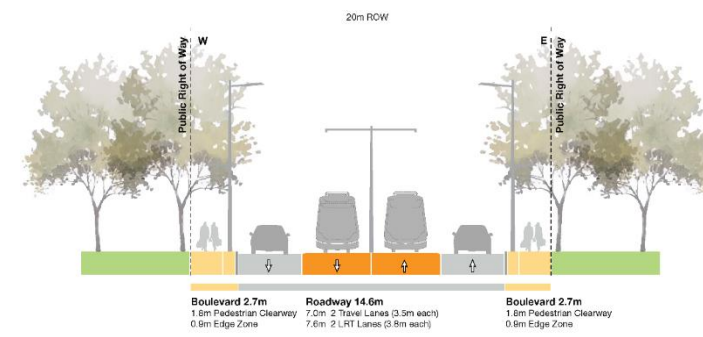 20m ROW
Public Right of Way
W
E
Public Right of Way
Boulevard 2.7m
1.8m Pedestrian Clearway
0.9m Edge Zone
Roadway 14.6m
7.0m 2 Travel Lanes (3.5m each)
7.6m 2 LRT Lanes (3.8m each)
Boulevard 2.7m
1.8m Pedestrian Clearway
0.9m Edge Zone